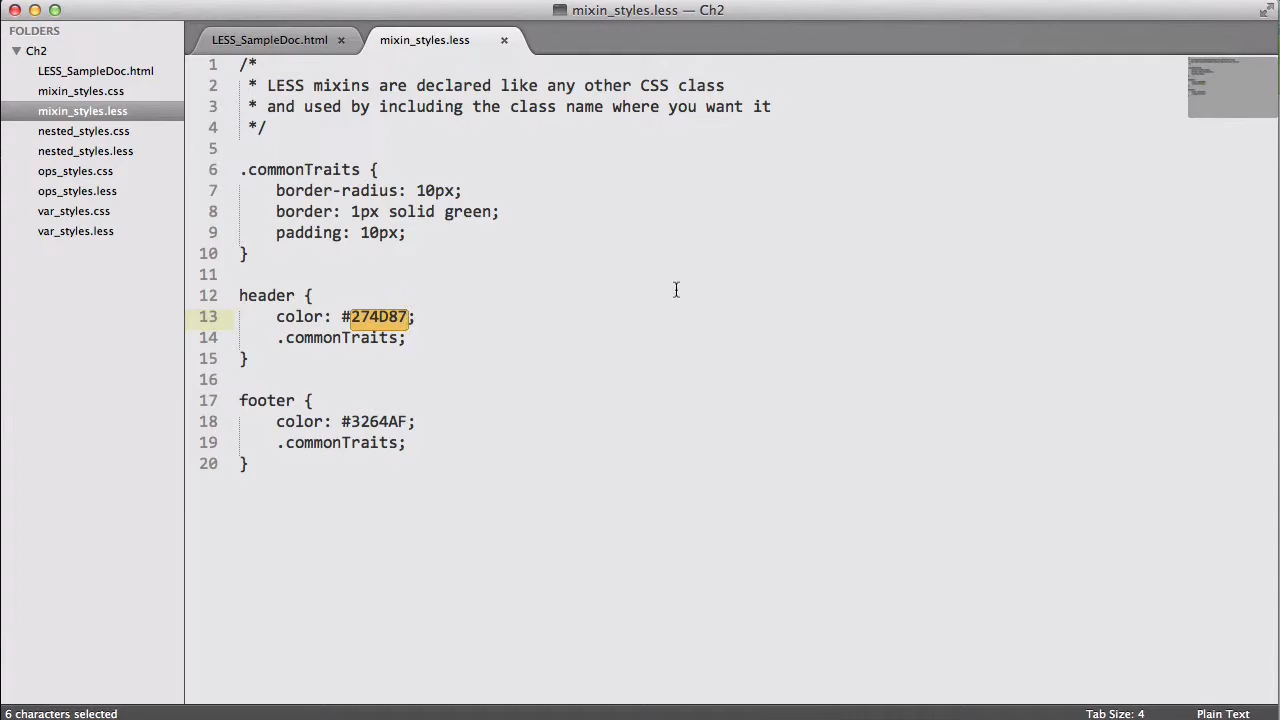 mixin_styles.less — Ch2
FOLDERS
Ch2
LESS_SampleDoc.html
mixin_styles.css
mixin_styles.less
nested_styles.css
nested_styles.less
ops_styles.css
ops_styles.less
var_styles.css
var_styles.less
LESS_SampleDoc.html ×
mixin_styles.less ×
1 /*
2  * LESS mixins are declared like any other CSS class
3  * and used by including the class name where you want it
4  */
5
6 .commonTraits {
7     border-radius: 10px;
8     border: 1px solid green;
9     padding: 10px;
10 }
11
12 header {
13     color: #274D87;
14     .commonTraits;
15 }
16
17 footer {
18     color: #3264AF;
19     .commonTraits;
20 }
6 characters selected
Tab Size: 4
Plain Text